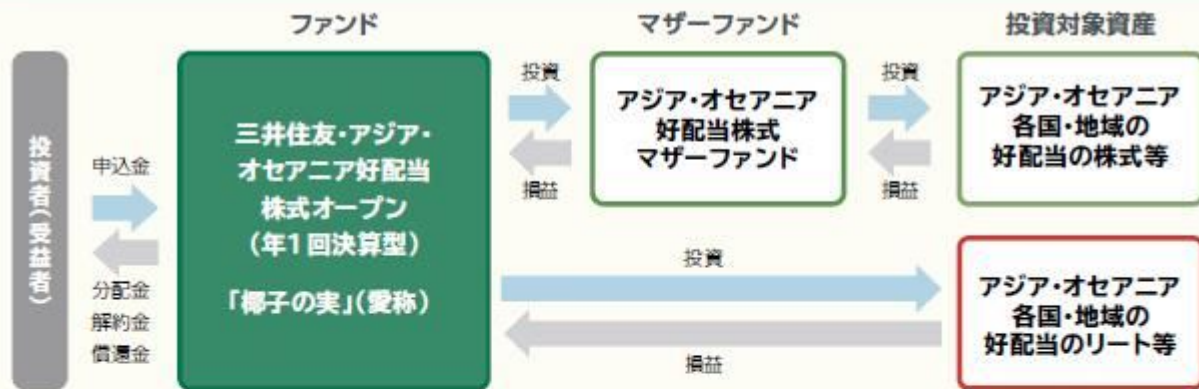 ファンド
マザーファンド
投資対象資産
投資者(受益者)
申込金
分配金
解約金
償還金
三井住友・アジア・
オセアニア好配当
株式オープン
(年1回決算型)
「椰子の実」(愛称)
投資
損益
アジア・オセアニア
好配当株式
マザーファンド
投資
損益
アジア・オセアニア
各国・地域の
好配当の株式等
投資
損益
アジア・オセアニア
各国・地域の
好配当のリート等